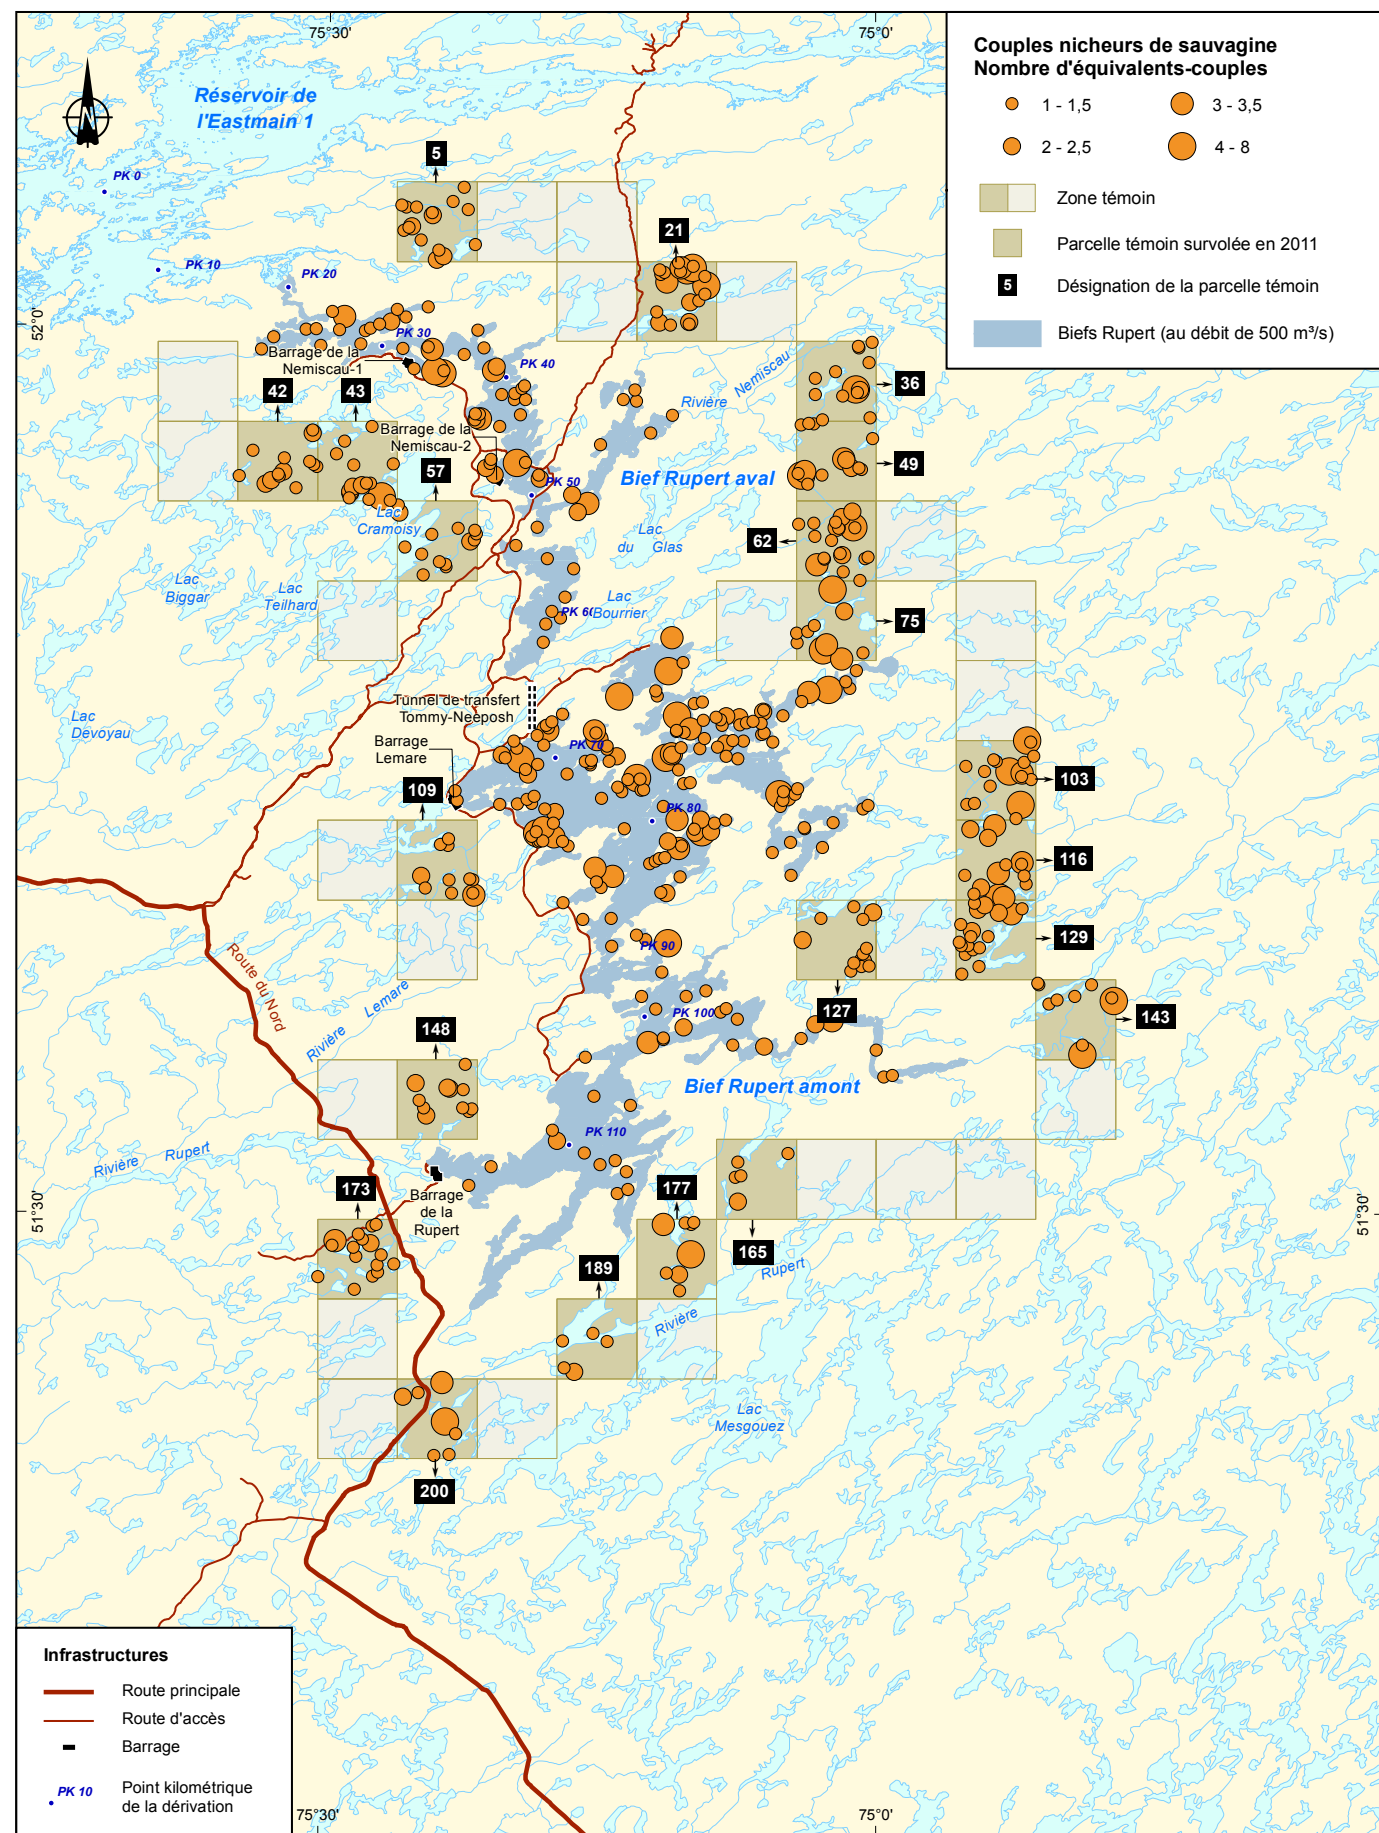 75°30'
75°0'
Couples nicheurs de sauvagine
Nombre d'équivalents-couples
1 - 1,5
3 - 3,5
2 - 2,5
4 - 8
Zone témoin
Parcelle témoin survolée en 2011
5
Désignation de la parcelle témoin
Biefs Rupert (au débit de 500 m³/s)
N
Réservoir de
l'Eastmain 1
PK 0
5
21
PK 10
PK 20
52°0'
PK 30
Barrage de la
Nemiscau-1
PK 40
Rivière Nemiscau
36
42
43
Barrage de la
Nemiscau-2
57
49
Bief Rupert aval
PK 50
Lac
Cramoisy
Lac
du Glas
62
Lac
Biggar
Lac
Teilhard
Lac
Bourrier
PK 60
75
Tunnel de transfert
Tommy-Neeposh
Lac
Devoyau
Barrage
Lemare
PK 70
103
109
PK 80
116
129
PK 90
Route du Nord
Rivière Lemare
127
PK 100
143
148
Bief Rupert amont
PK 110
Rivière Rupert
173
Barrage
de la
Rupert
177
51°30'
51°30'
165
189
Rivière Rupert
Lac
Mesgouez
200
Infrastructures
Route principale
Route d'accès
Barrage
PK 10
Point kilométrique
de la dérivation
75°30'
75°0'